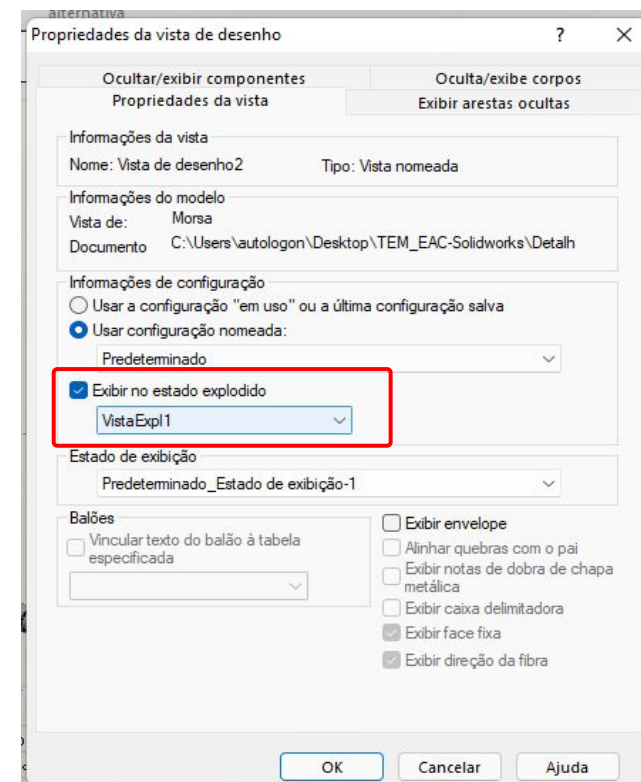 alternativa
Propriedades da vista de desenho ? X
Ocultar/exibir componentes Oculta/exibe corpos
Propriedades da vista Exibir arestas ocultas
Informações da vista
Nome: Vista de desenho2 Tipo: Vista nomeada
Informações do modelo
Vista de: Morsa
Documento C:\Users\autologon\Desktop\TEM_EAC-Solidworks\Detalh
Informações de configuração
Usar a configuração "em uso" ou a última configuração salva
Usar configuração nomeada:
Predeterminado
Exibir no estado explodido
VistaExpl1
Estado de exibição
Predeterminado_Estado de exibição-1
Balões
Vincular texto do balão à tabela
especificada
Exibir envelope
Alinhar quebras com o pai
Exibir notas de dobra de chapa
metálica
Exibir caixa delimitadora
Exibir face fixa
Exibir direção da fibra
OK Cancelar Ajuda